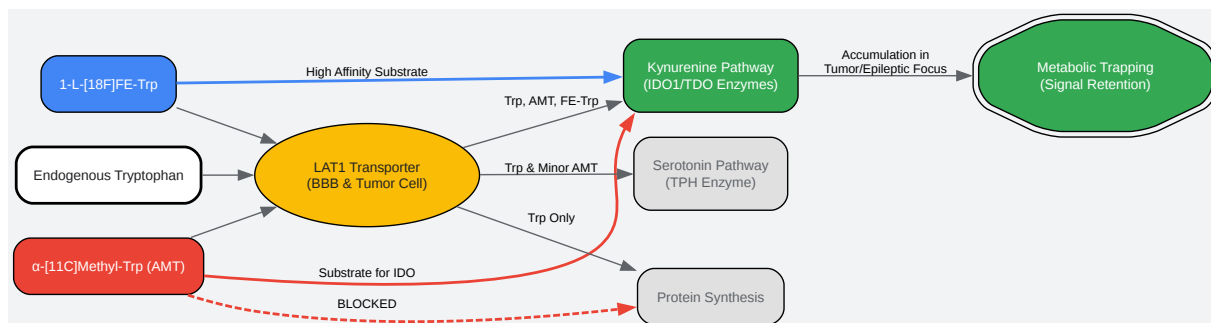 1-L-[18F]FE-Trp
High Affinity Substrate
Kynurenine Pathway
(IDO1/TDO Enzymes)
Accumulation in
Tumor/Epileptic Focus
Metabolic Trapping
(Signal Retention)
Trp, AMT, FE-Trp
Endogenous Tryptophan
LAT1 Transporter
(BBB & Tumor Cell)
Trp & Minor AMT
Serotonin Pathway
(TPH Enzyme)
Trp Only
α-[11C]Methyl-Trp (AMT)
Substrate for IDO
BLOCKED
Protein Synthesis